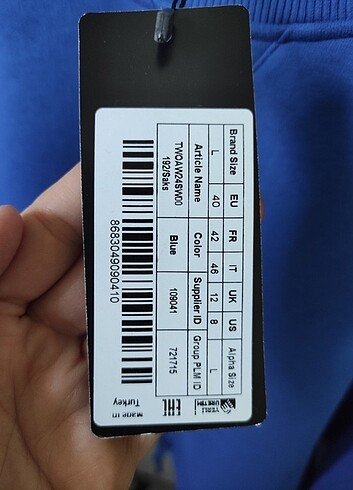 Brand Size EU FR IT UK US Alpha Size
L 40 42 46 12 8 L
Article Name Color Supplier ID Group PLM ID
TWOAW24SW00 Blue 109041 721715
192/Saks
8683049090410
Made in
Turkey
EAC
YERLİ
ÜRETİM